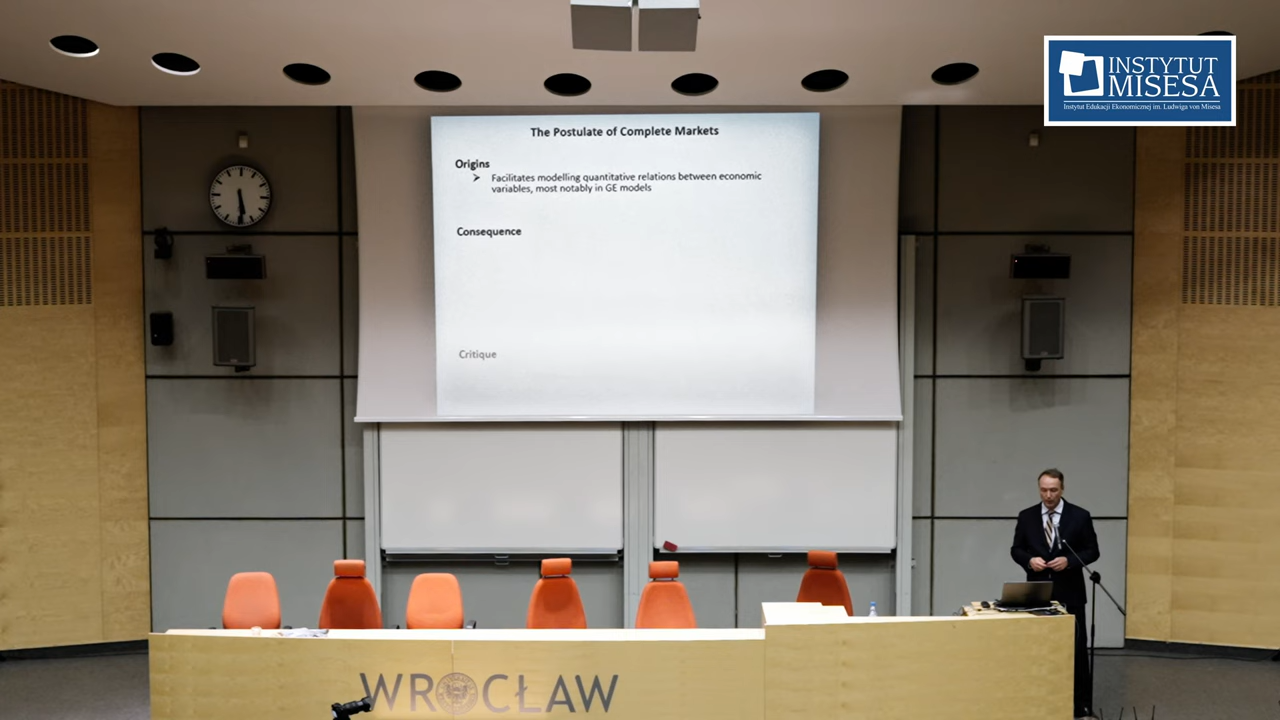 INSTYTUT
MISESA
Instytut Edukacji Ekonomicznej im. Ludwiga von Misesa
The Postulate of Complete Markets
Origins
➢ Facilitates modelling quantitative relations between economic
variables, most notably in GE models
Consequence
Critique
WROCŁAW